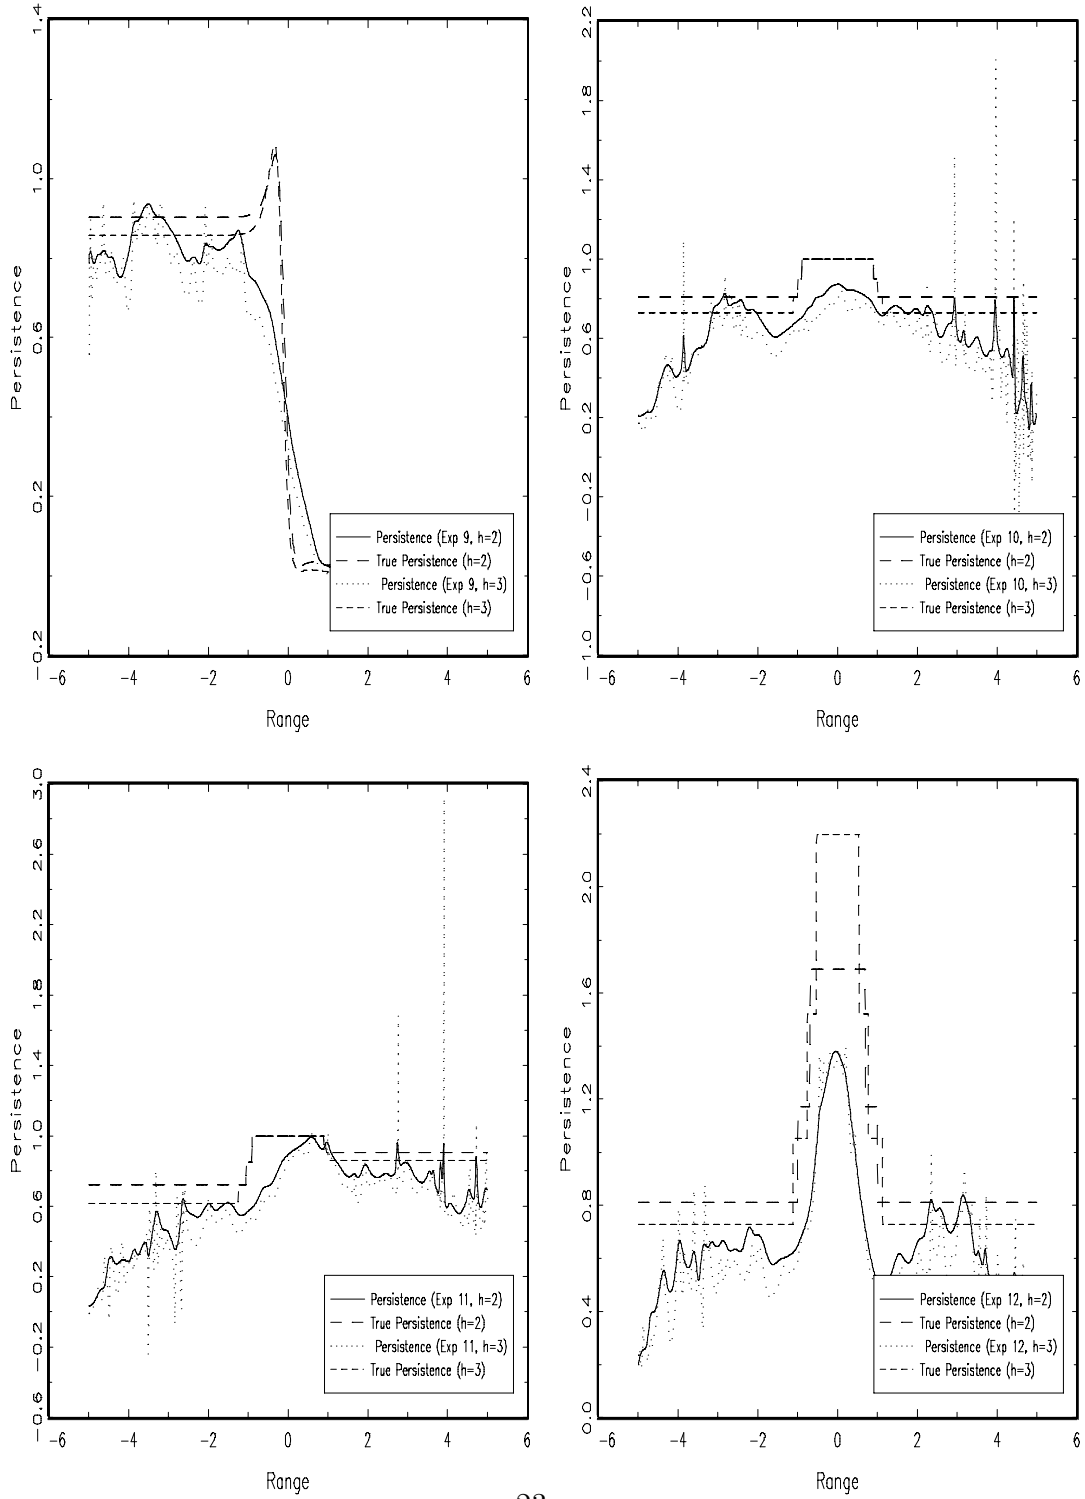 1.4
1.0
0.6
0.2
−0.2
Persistence
−6 −4 −2 0 2 4 6
Range
Persistence (Exp 9, h=2)
True Persistence (h=2)
Persistence (Exp 9, h=3)
True Persistence (h=3)
2.2
1.8
1.4
1.0
0.6
0.2
−0.2
−0.6
−1.0
Persistence
−6 −4 −2 0 2 4 6
Range
Persistence (Exp 10, h=2)
True Persistence (h=2)
Persistence (Exp 10, h=3)
True Persistence (h=3)
3.0
2.6
2.2
1.8
1.4
1.0
0.6
0.2
−0.2
−0.6
Persistence
−6 −4 −2 0 2 4 6
Range
Persistence (Exp 11, h=2)
True Persistence (h=2)
Persistence (Exp 11, h=3)
True Persistence (h=3)
2.4
2.0
1.6
1.2
0.8
0.4
0.0
Persistence
−6 −4 −2 0 2 4 6
Range
Persistence (Exp 12, h=2)
True Persistence (h=2)
Persistence (Exp 12, h=3)
True Persistence (h=3)